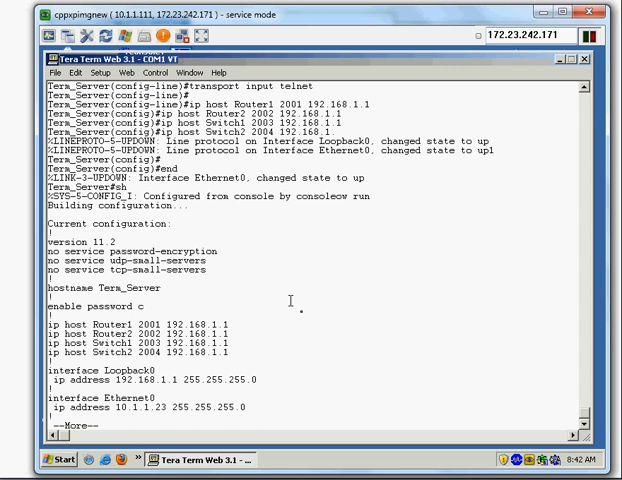 cppxpimgnew ( 10.1.1.111, 172.23.242.171 ) - service mode
172.23.242.171
Tera Term Web 3.1 - COM1 VT
File Edit Setup Web Control Window Help
Term_Server(config-line)#transport input telnet
Term_Server(config-line)#
Term_Server(config-line)#ip host Router1 2001 192.168.1.1
Term_Server(config)#ip host Router2 2002 192.168.1.1
Term_Server(config)#ip host Switch1 2003 192.168.1.1
Term_Server(config)#ip host Switch2 2004 192.168.1.
%LINEPROTO-5-UPDOWN: Line protocol on Interface Loopback0, changed state to up
%LINEPROTO-5-UPDOWN: Line protocol on Interface Ethernet0, changed state to up1
Term_Server(config)#
Term_Server(config)#end
%LINK-3-UPDOWN: Interface Ethernet0, changed state to up
Term_Server#sh
%SYS-5-CONFIG_I: Configured from console by consoleow run
Building configuration...
Current configuration:
!
version 11.2
no service password-encryption
no service udp-small-servers
no service tcp-small-servers
!
hostname Term_Server
!
enable password c
!
ip host Router1 2001 192.168.1.1
ip host Router2 2002 192.168.1.1
ip host Switch1 2003 192.168.1.1
ip host Switch2 2004 192.168.1.1
!
interface Loopback0
ip address 192.168.1.1 255.255.255.0
!
interface Ethernet0
ip address 10.1.1.23 255.255.255.0
!
--More--
Start
»
Tera Term Web 3.1 - ...
8:42 AM